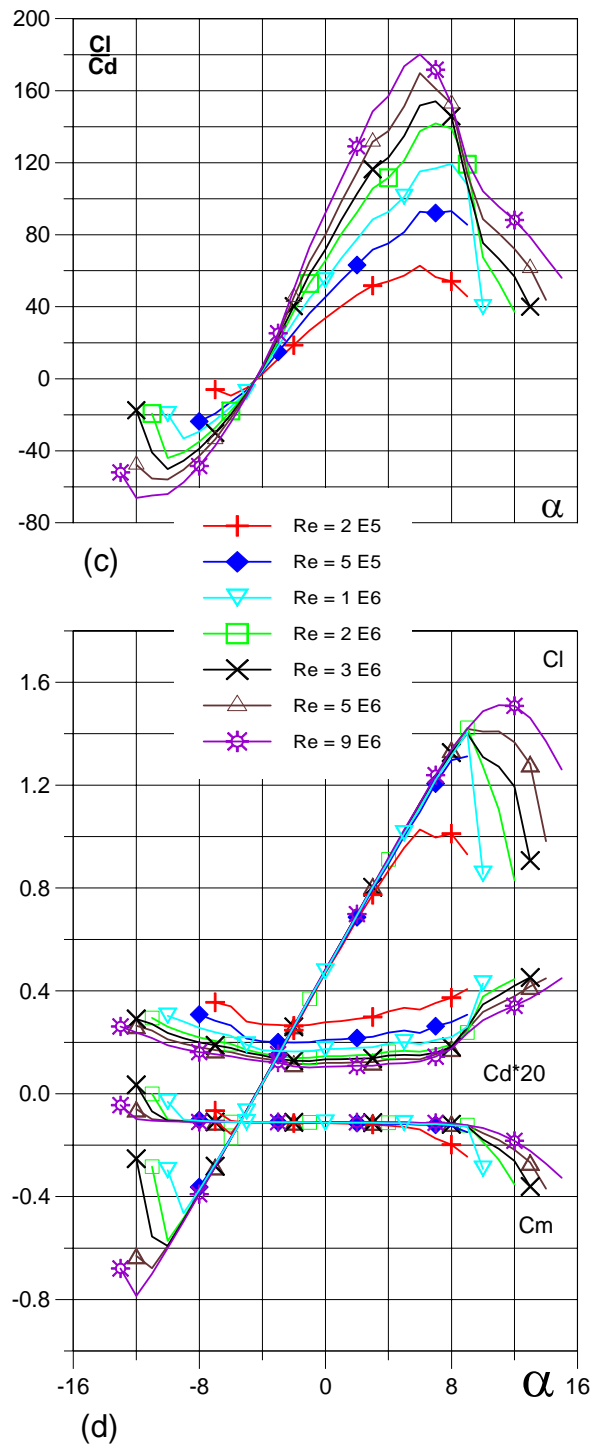 200
Cl
Cd
160
120
80
40
0
-40
-80
α
(c)
Re = 2 E5
Re = 5 E5
Re = 1 E6
Re = 2 E6
Re = 3 E6
Re = 5 E6
Re = 9 E6
Cl
1.6
1.2
0.8
0.4
Cd*20
0.0
Cm
-0.4
-0.8
-16 -8 0 8 α 16
(d)